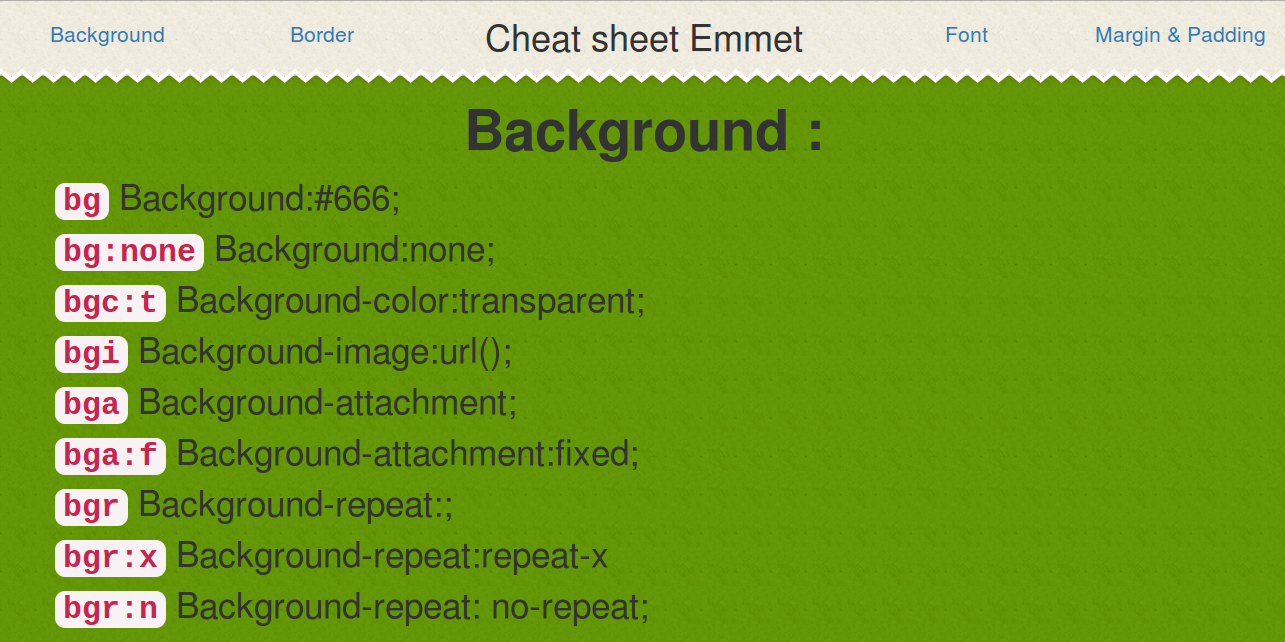 Background Border Cheat sheet Emmet Font Margin & Padding
Background :
bg Background:#666;
bg:none Background:none;
bgc:t Background-color:transparent;
bgi Background-image:url();
bga Background-attachment;
bga:f Background-attachment:fixed;
bgr Background-repeat:;
bgr:x Background-repeat:repeat-x
bgr:n Background-repeat: no-repeat;